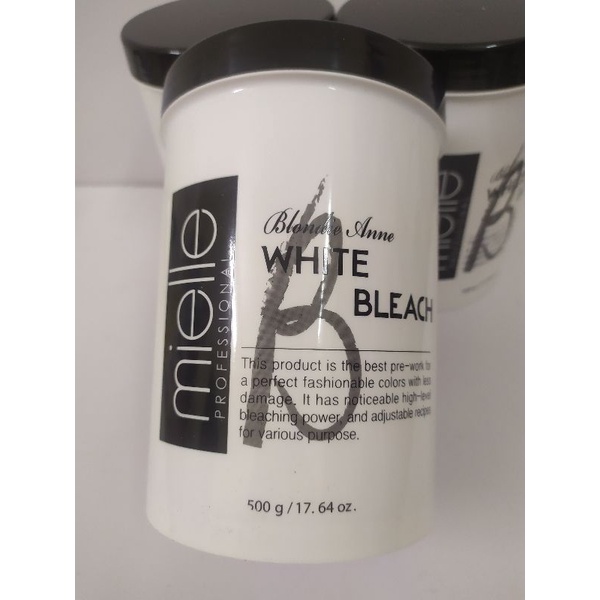 mielle
PROFESSIONAL
Blondie Anne
WHITE
BLEACH
This product is the best pre-work for
a perfect fashionable colors with less
damage. It has noticeable high-level
bleaching power, and adjustable recipes
for various purpose.
500 g / 17. 64 oz.
mielle